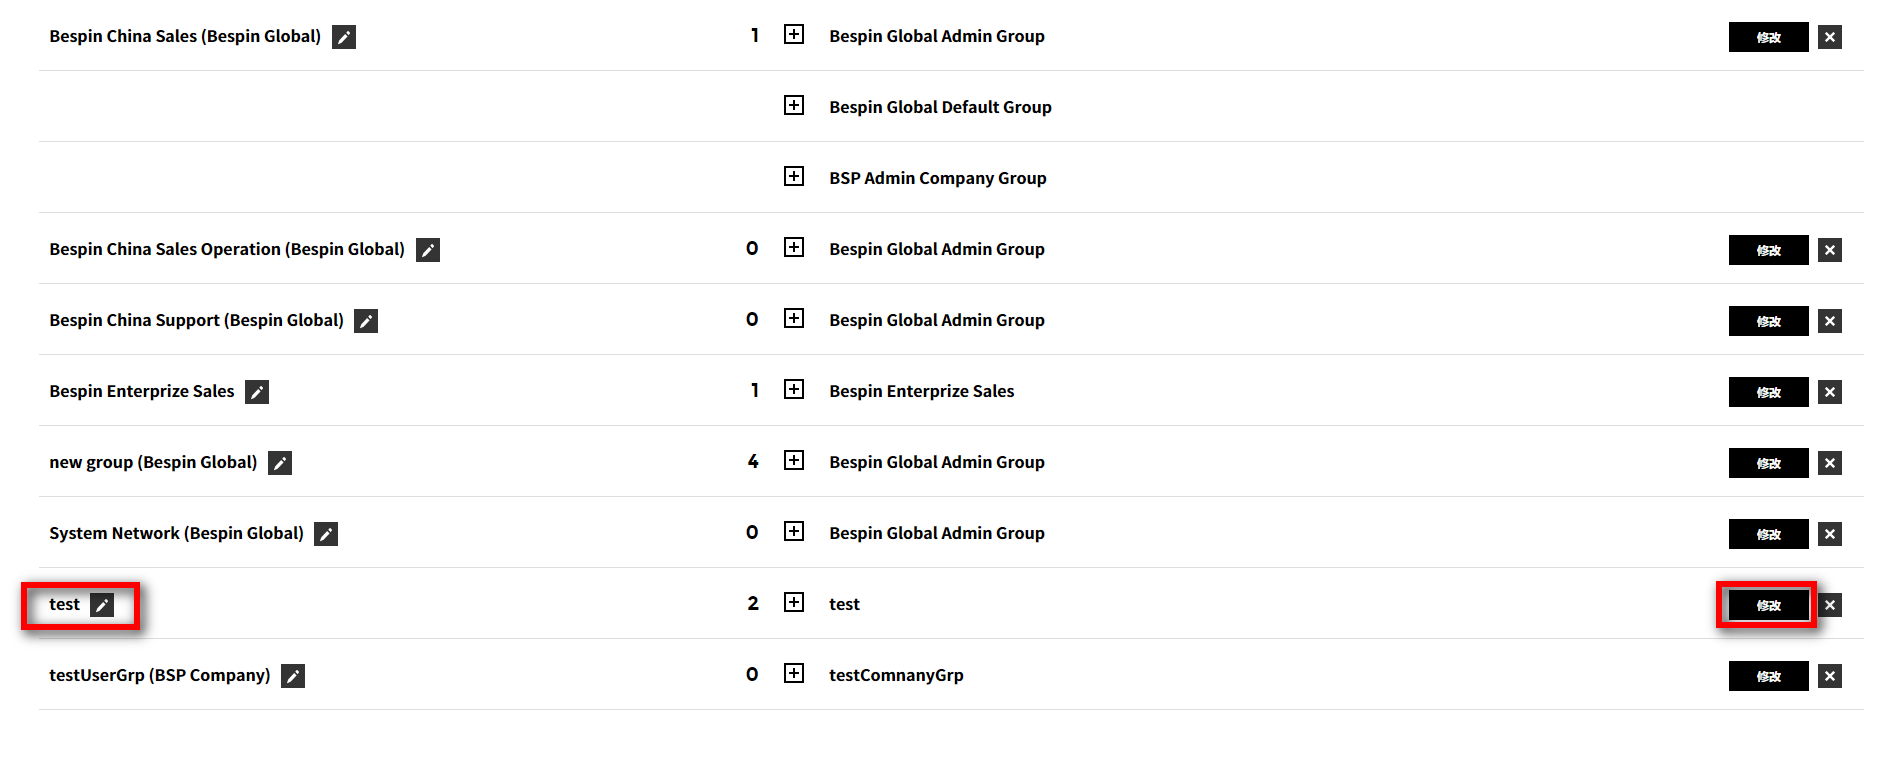 Bespin China Sales (Bespin Global) 1 Bespin Global Admin Group 修改
Bespin Global Default Group
BSP Admin Company Group
Bespin China Sales Operation (Bespin Global) 0 Bespin Global Admin Group 修改
Bespin China Support (Bespin Global) 0 Bespin Global Admin Group 修改
Bespin Enterprize Sales 1 Bespin Enterprize Sales 修改
new group (Bespin Global) 4 Bespin Global Admin Group 修改
System Network (Bespin Global) 0 Bespin Global Admin Group 修改
test 2 test 修改
testUserGrp (BSP Company) 0 testComnanyGrp 修改